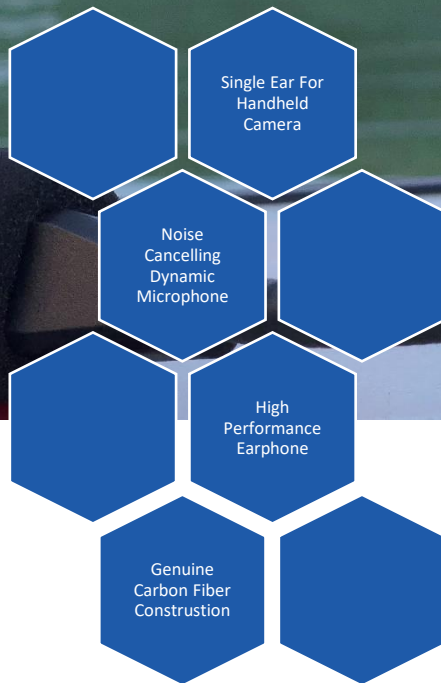 Single Ear For
Handheld
Camera
Noise
Cancelling
Dynamic
Microphone
High
Performance
Earphone
Genuine
Carbon Fiber
Construstion